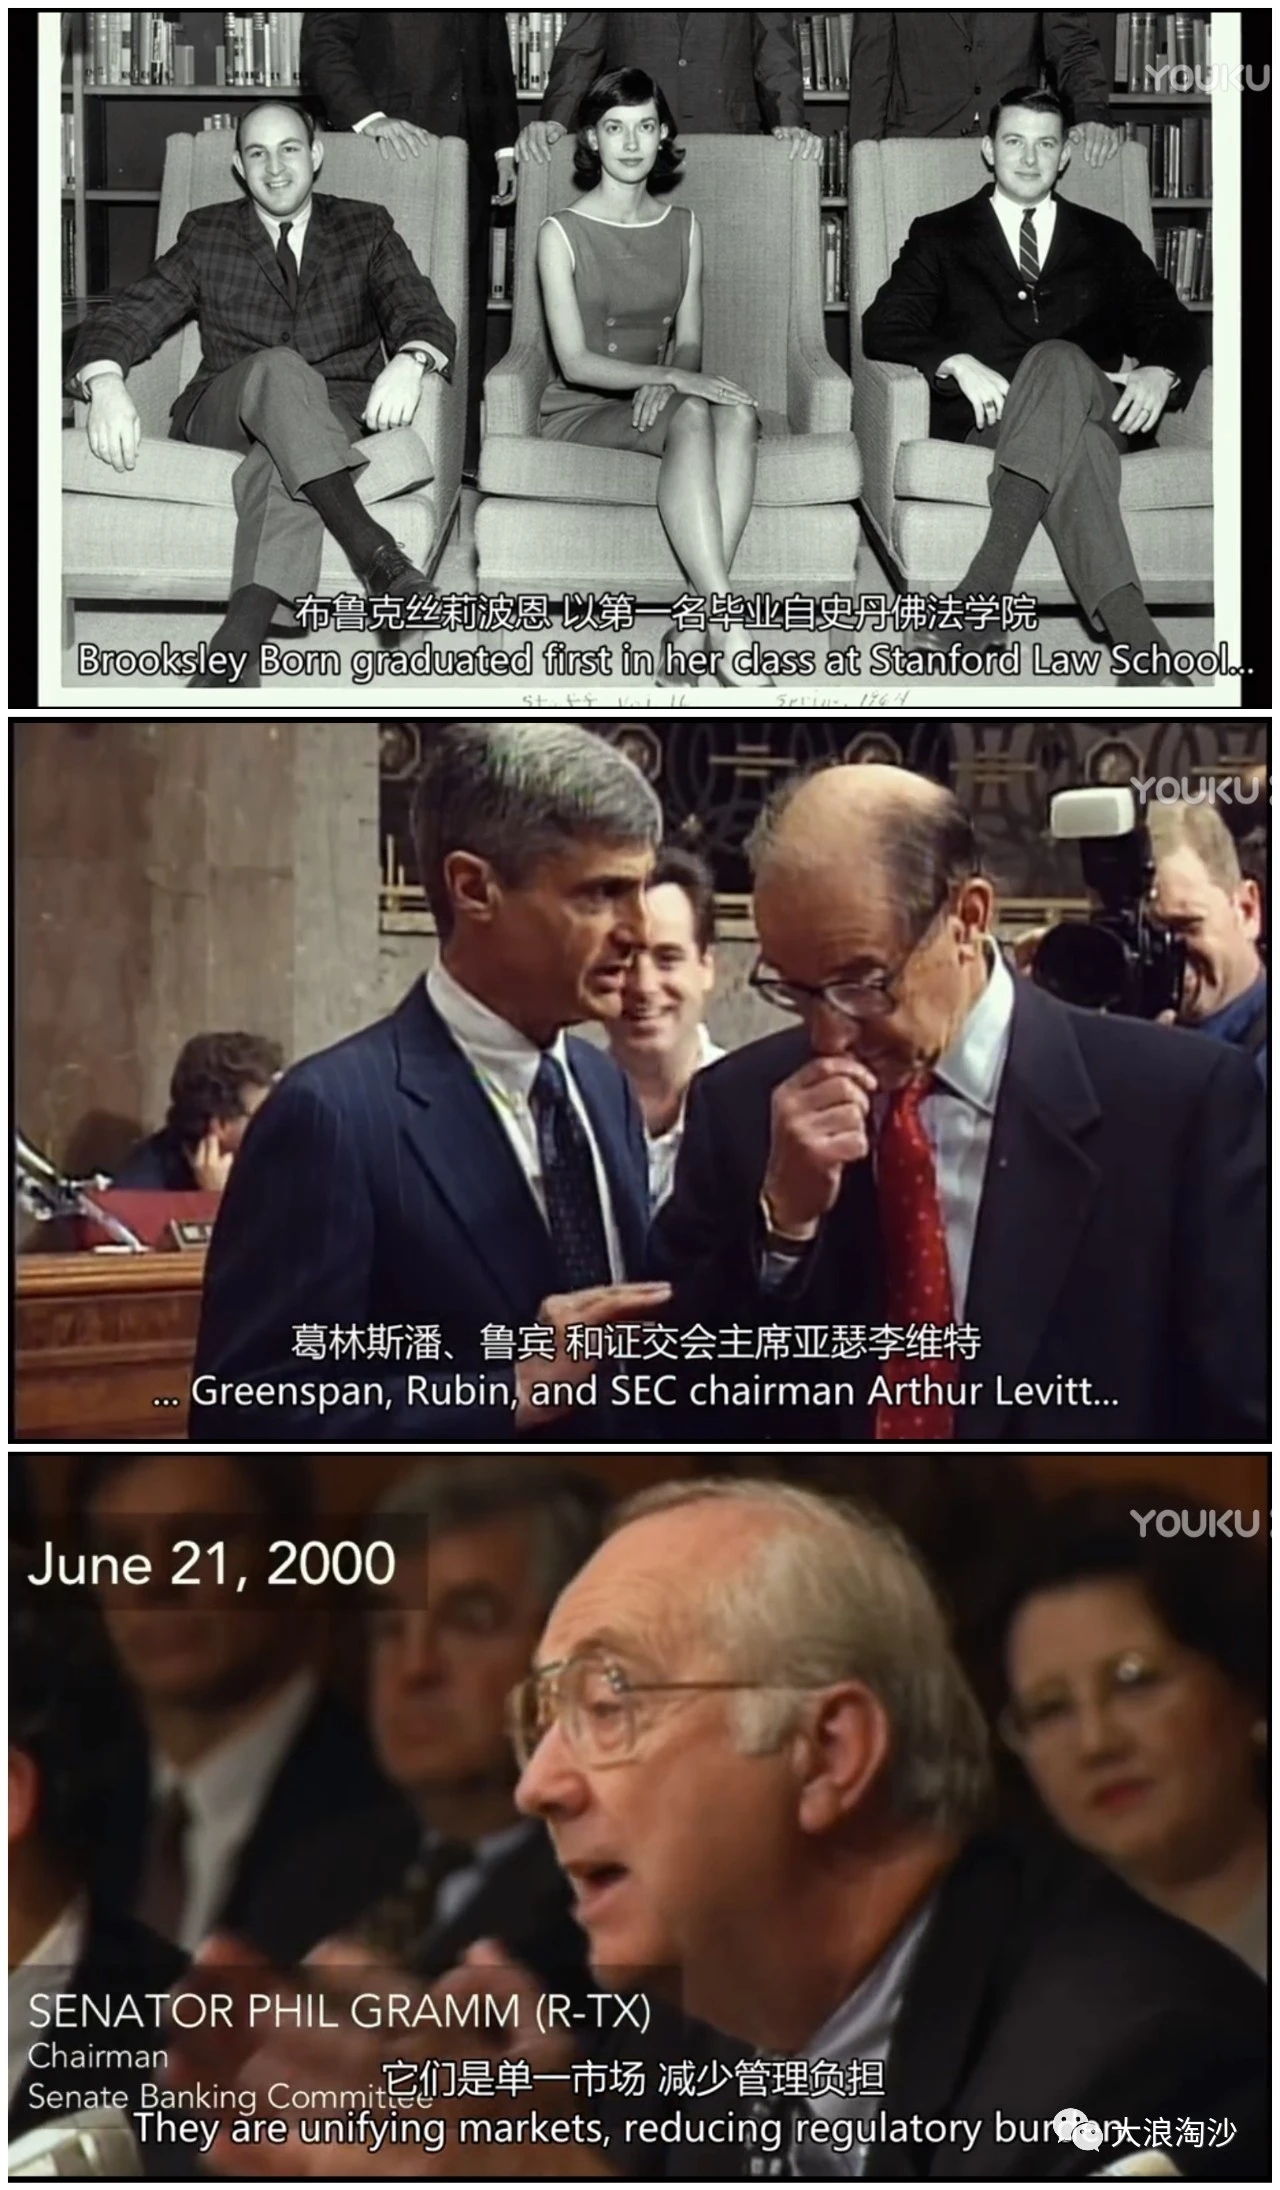 YOUKU
布鲁克丝莉波恩 以第一名毕业自史丹佛法学院
Brooksley Born graduated first in her class at Stanford Law School...
Spring, 1964
YOUKU
葛林斯潘、鲁宾 和证交会主席亚瑟李维特
... Greenspan, Rubin, and SEC chairman Arthur Levitt...
YOUKU
June 21, 2000
SENATOR PHIL GRAMM (R-TX)
Chairman
Senate Banking Committee
它们是单一市场 减少管理负担
They are unifying markets, reducing regulatory burden
大浪淘沙